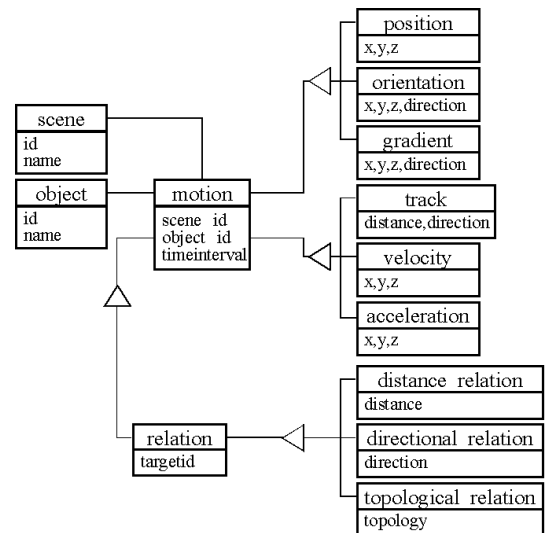 position
x,y,z
orientation
x,y,z,direction
gradient
x,y,z,direction
scene
id
name
object
id
name
motion
scene id
object id
timeinterval
track
distance,direction
velocity
x,y,z
acceleration
x,y,z
relation
targetid
distance relation
distance
directional relation
direction
topological relation
topology